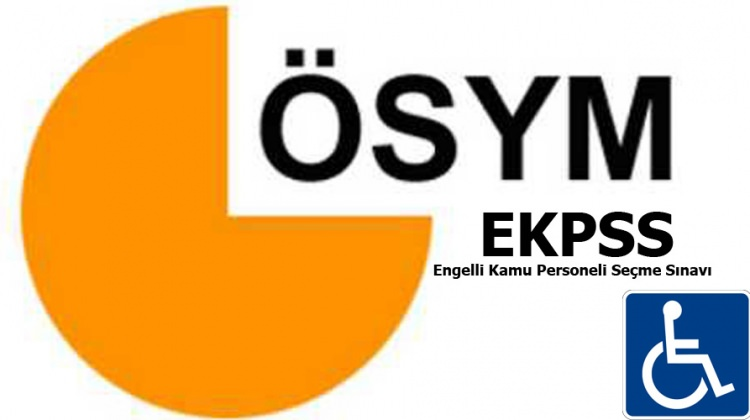 ÖSYM
EKPSS
Engelli Kamu Personeli Seçme Sınavı